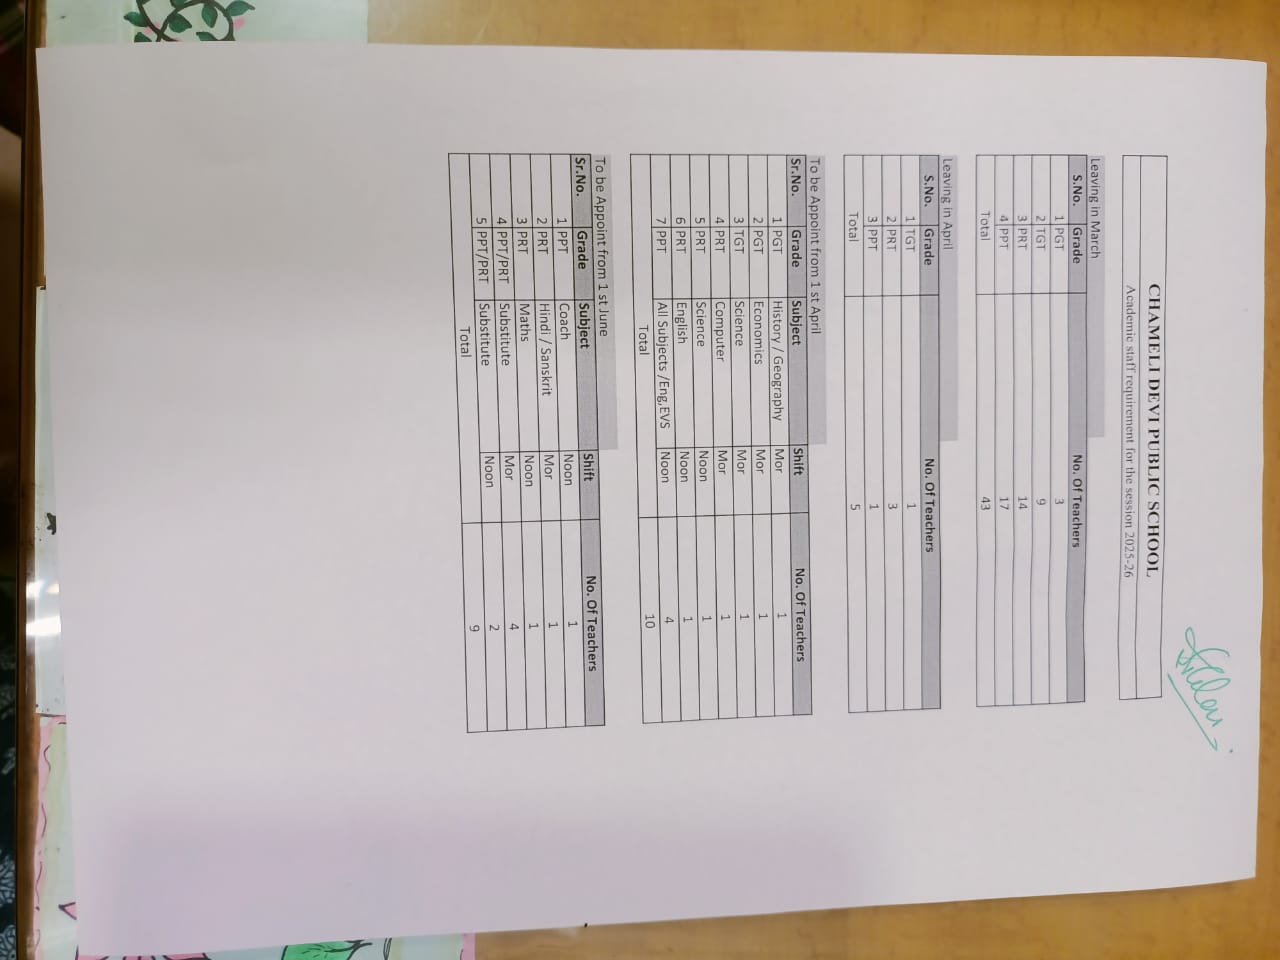 CHAMELI DEVI PUBLIC SCHOOL
Academic staff requirement for the session 2025-26
Leaving in March
S.No. Grade No. Of Teachers
1 PGT 3
2 TGT 9
3 PRT 14
4 PPT 17
Total 43
Leaving in April
S.No. Grade No. Of Teachers
1 TGT 1
2 PRT 3
3 PPT 1
Total 5
To be Appoint from 1 st April
Sr.No. Grade Subject Shift No. Of Teachers
1 PGT History / Geography Mor 1
2 PGT Economics Mor 1
3 TGT Science Mor 1
4 PRT Computer Mor 1
5 PRT Science Noon 1
6 PRT English Noon 1
7 PPT All Subjects /Eng,EVS Noon 4
Total 10
To be Appoint from 1 st June
Sr.No. Grade Subject Shift No. Of Teachers
1 PPT Coach Noon 1
2 PRT Hindi / Sanskrit Mor 1
3 PRT Maths Noon 1
4 PPT/PRT Substitute Mor 4
5 PPT/PRT Substitute Noon 2
Total 9